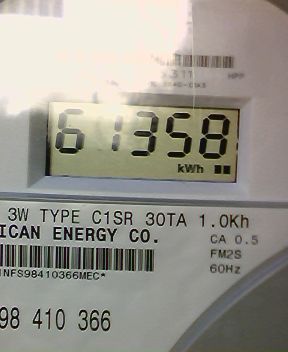 61358
kWh
3W TYPE C1SR 30TA 1.0Kh
ICAN ENERGY CO.
CA 0.5
FM2S
60Hz
NFS98410366MEC*
98 410 366